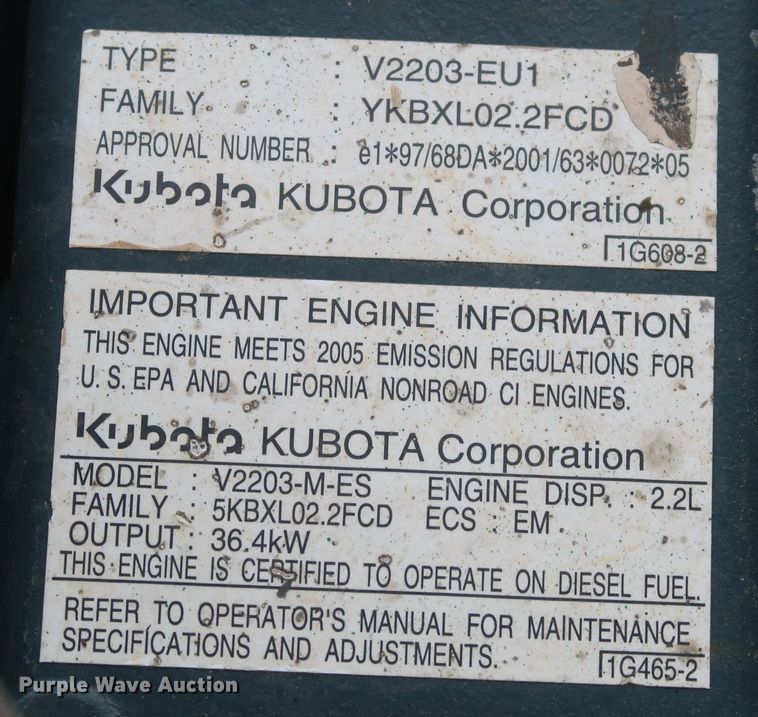 TYPE : V2203-EU1
FAMILY : YKBXL02.2FCD
APPROVAL NUMBER : e1*97/68DA*2001/63*0072*05
Kubota KUBOTA Corporation
1G608-2
IMPORTANT ENGINE INFORMATION
THIS ENGINE MEETS 2005 EMISSION REGULATIONS FOR
U.S.EPA AND CALIFORNIA NONROAD CI ENGINES.
Kubota KUBOTA Corporation
MODEL : V2203-M-ES ENGINE DISP. : 2.2L
FAMILY : 5KBXL02.2FCD ECS : EM
OUTPUT : 36.4kW
THIS ENGINE IS CERTIFIED TO OPERATE ON DIESEL FUEL.
REFER TO OPERATOR'S MANUAL FOR MAINTENANCE
SPECIFICATIONS AND ADJUSTMENTS.
1G465-2
Purple Wave Auction